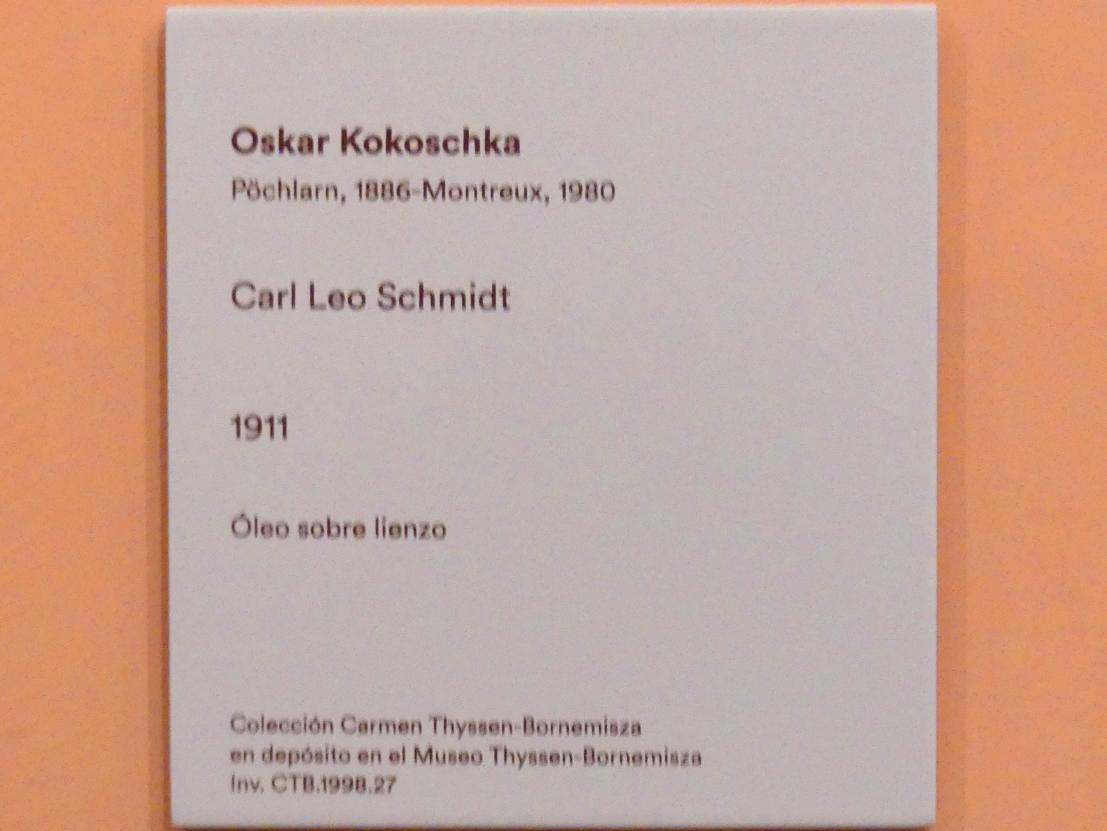 Oskar Kokoschka
Pöchlarn, 1886-Montreux, 1980
Carl Leo Schmidt
1911
Óleo sobre lienzo
Colección Carmen Thyssen-Bornemisza
en depósito en el Museo Thyssen-Bornemisza
Inv. CTB.1998.27